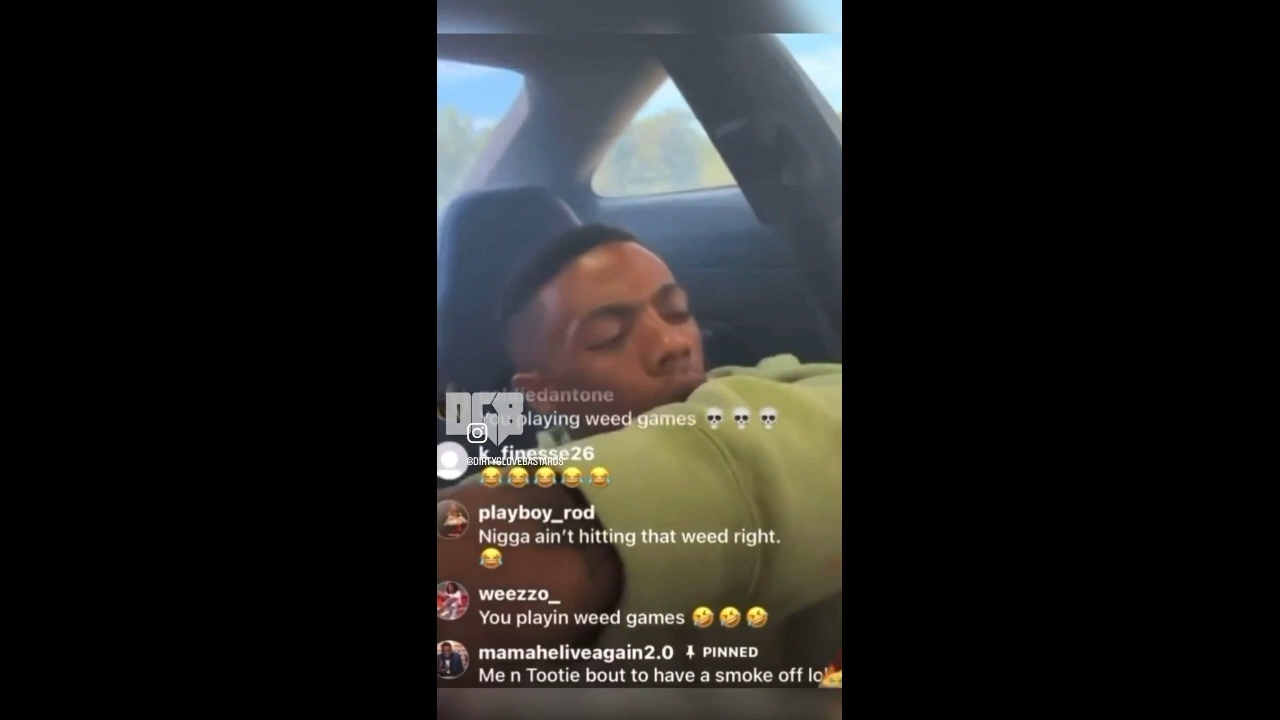 You playing weed games 💀 💀 💀
DGB
k_finesse26
@DIRTYGLOVEBASTARDS
😂 😂 😂 😂 😂
playboy_rod
Nigga ain’t hitting that weed right.
😂
weezzo_
You playin weed games 🤣 🤣 🤣
mamaheliveagain2.0 PINNED
Me n Tootie bout to have a smoke off lol